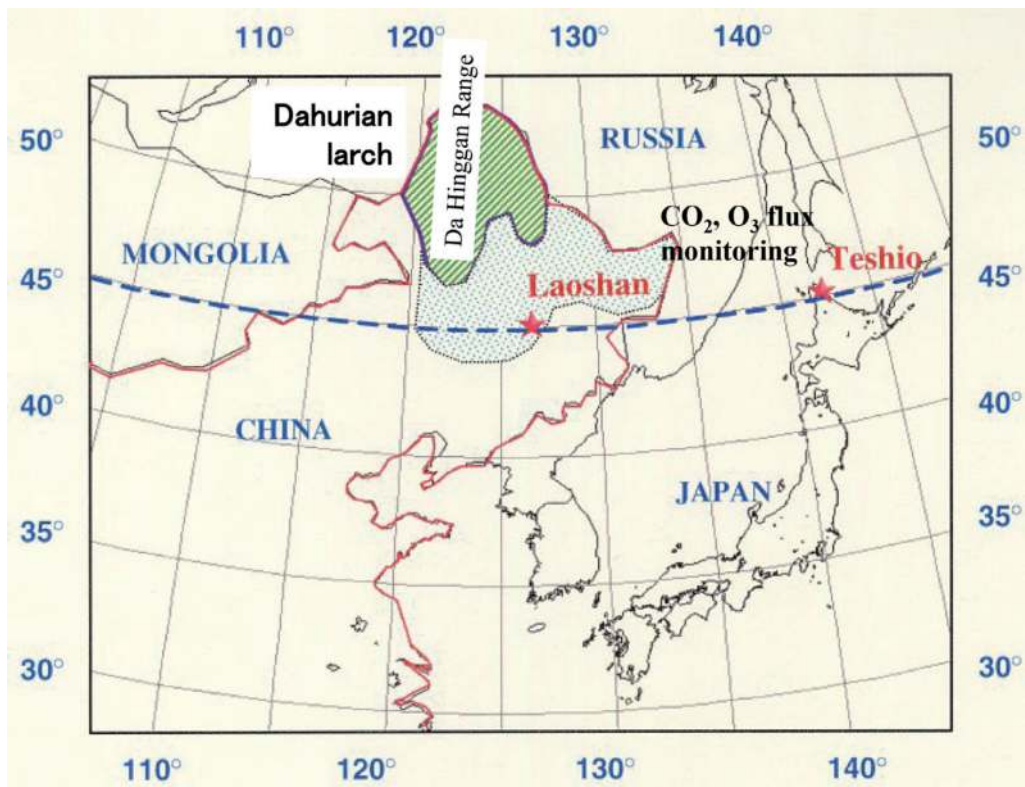 110° 120° 130° 140°
Dahurian
larch
Da Hinggan Range
RUSSIA
50° 50°
CO₂, O₃ flux
monitoring
MONGOLIA
Teshio
45° 45°
Laoshan
40° 40°
CHINA
JAPAN
35° 35°
30° 30°
110° 120° 130° 140°